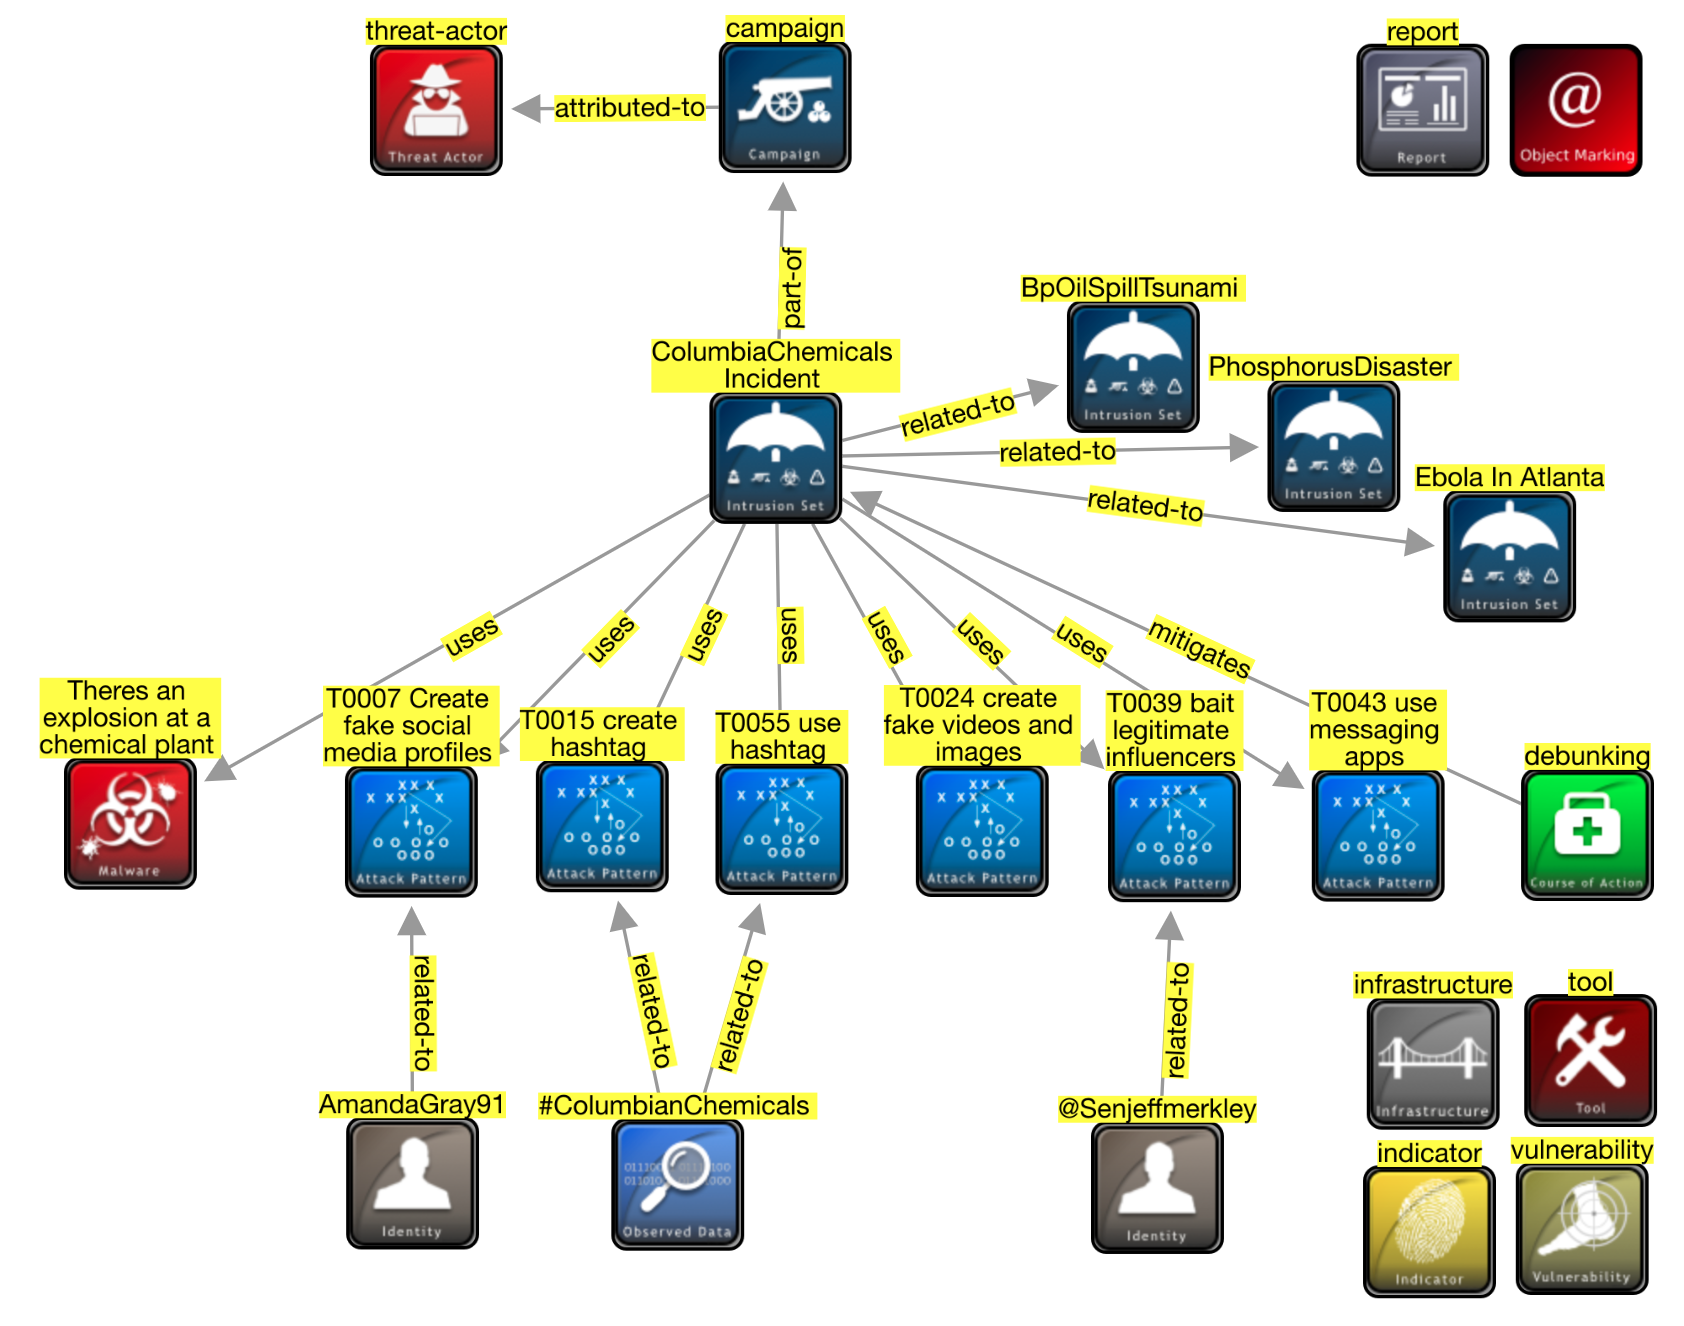 threat-actor
Threat Actor
attributed-to
campaign
Campaign
report
Report
@
Object Marking
part-of
ColumbiaChemicals
Incident
Intrusion Set
related-to
BpOilSpillTsunami
Intrusion Set
related-to
PhosphorusDisaster
Intrusion Set
related-to
Ebola In Atlanta
Intrusion Set
uses
uses
uses
uses
uses
uses
uses
mitigates
Theres an
explosion at a
chemical plant
Malware
T0007 Create
fake social
media profiles
Attack Pattern
T0015 create
hashtag
Attack Pattern
T0055 use
hashtag
Attack Pattern
T0024 create
fake videos and
images
Attack Pattern
T0039 bait
legitimate
influencers
Attack Pattern
T0043 use
messaging
apps
Attack Pattern
debunking
Course of Action
related-to
related-to
related-to
related-to
AmandaGray91
Identity
#ColumbianChemicals
Observed Data
@Senjeffmerkley
Identity
infrastructure
Infrastructure
tool
Tool
indicator
Indicator
vulnerability
Vulnerability